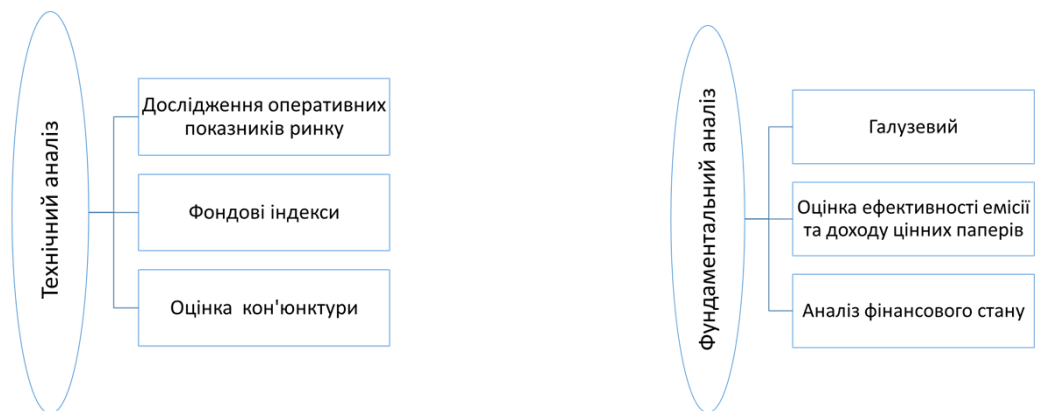 Технічний аналіз
Дослідження оперативних
показників ринку
Фондові індекси
Оцінка кон'юнктури
Фундаментальний аналіз
Галузевий
Оцінка ефективності емісії
та доходу цінних паперів
Аналіз фінансового стану